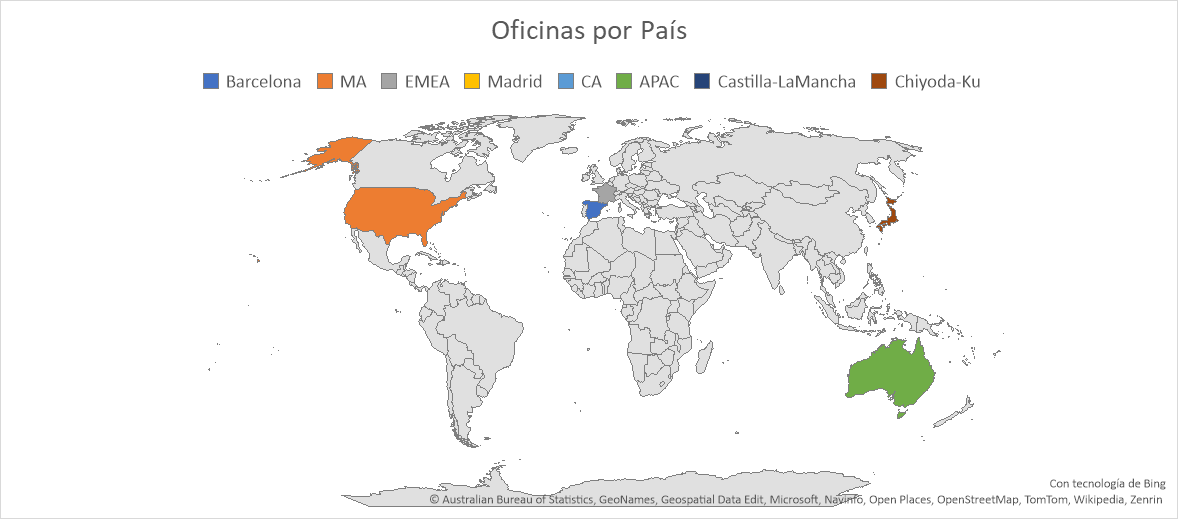 Oficinas por País
Barcelona MA EMEA Madrid CA APAC Castilla-LaMancha Chiyoda-Ku
Con tecnología de Bing
© Australian Bureau of Statistics, GeoNames, Geospatial Data Edit, Microsoft, Navinfo, Open Places, OpenStreetMap, TomTom, Wikipedia, Zenrin